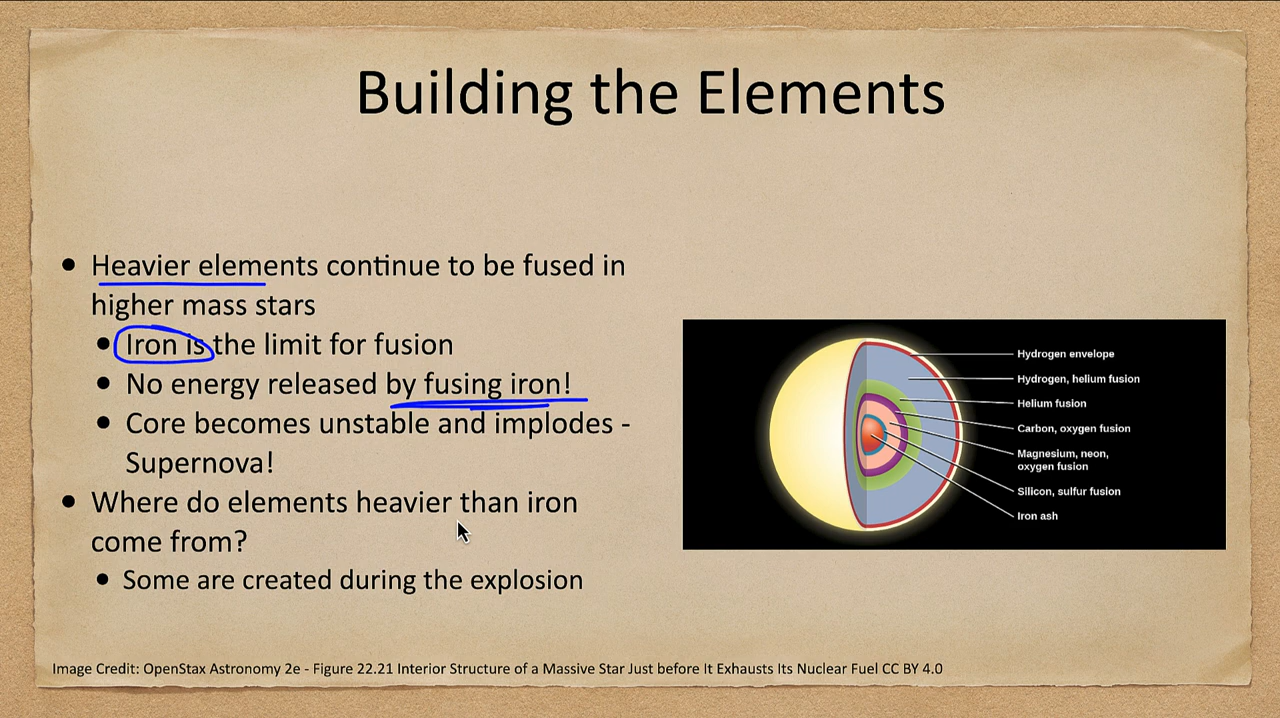 Building the Elements
• Heavier elements continue to be fused in
higher mass stars
• Iron is the limit for fusion
• No energy released by fusing iron!
• Core becomes unstable and implodes -
Supernova!
• Where do elements heavier than iron
come from?
• Some are created during the explosion
Hydrogen envelope
Hydrogen, helium fusion
Helium fusion
Carbon, oxygen fusion
Magnesium, neon,
oxygen fusion
Silicon, sulfur fusion
Iron ash
Image Credit: OpenStax Astronomy 2e - Figure 22.21 Interior Structure of a Massive Star Just before It Exhausts Its Nuclear Fuel CC BY 4.0